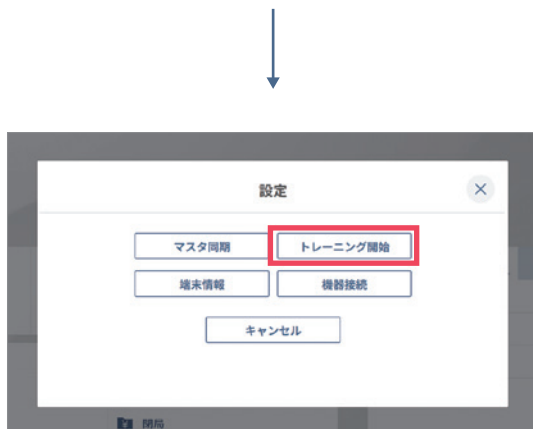 設定
マスタ同期 トレーニング開始
端末情報 機器接続
キャンセル
閉局